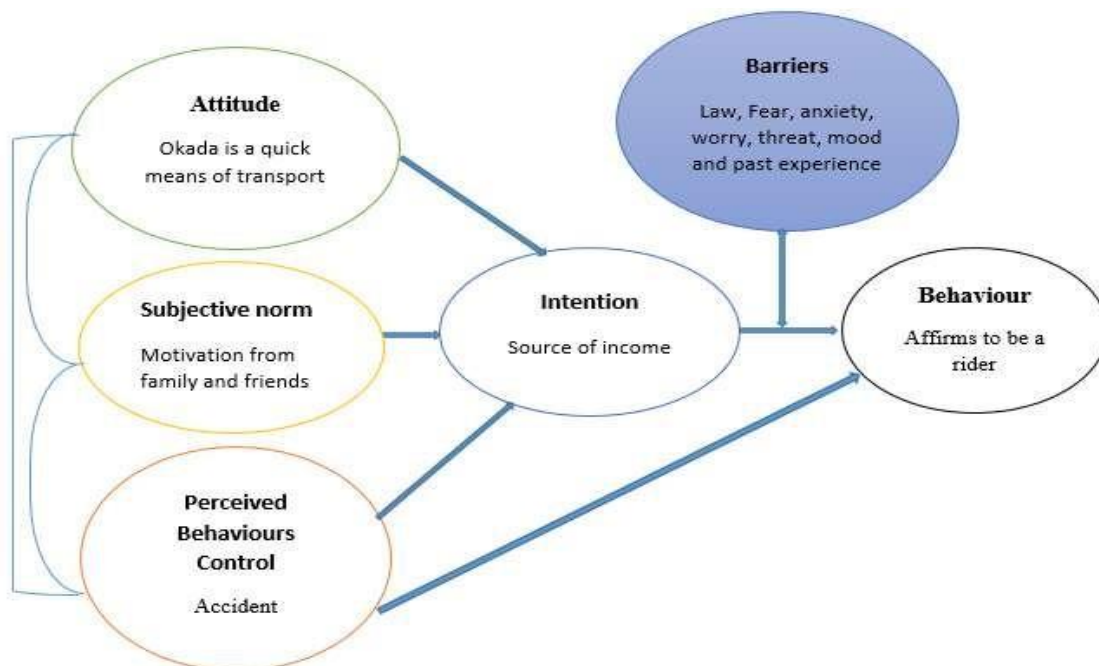 Attitude
Okada is a quick
means of transport
Barriers
Law, Fear, anxiety,
worry, threat, mood
and past experience
Subjective norm
Motivation from
family and friends
Intention
Source of income
Behaviour
Affirms to be a
rider
Perceived
Behaviours
Control
Accident